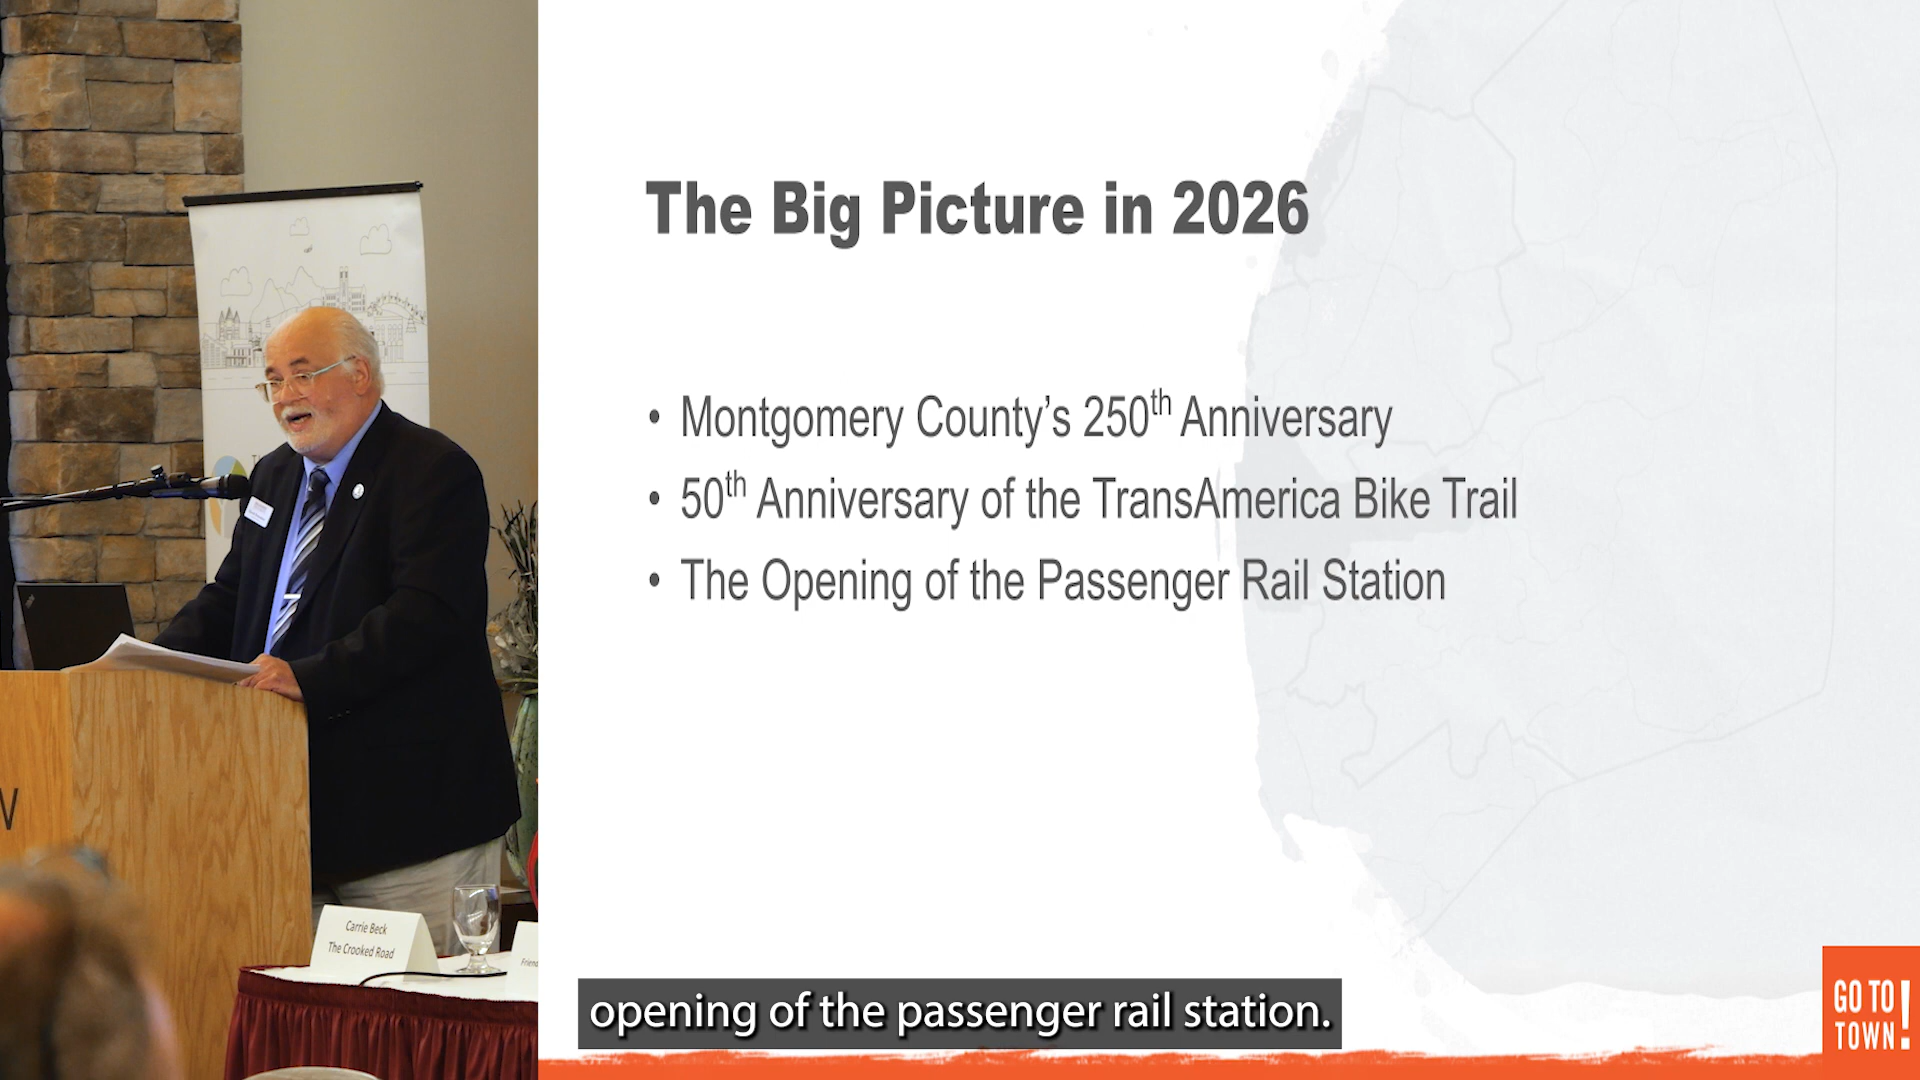 The Big Picture in 2026
• Montgomery County’s 250th Anniversary
• 50th Anniversary of the TransAmerica Bike Trail
• The Opening of the Passenger Rail Station
Carrie Beck
The Crooked Road
opening of the passenger rail station.
GO TO
TOWN!